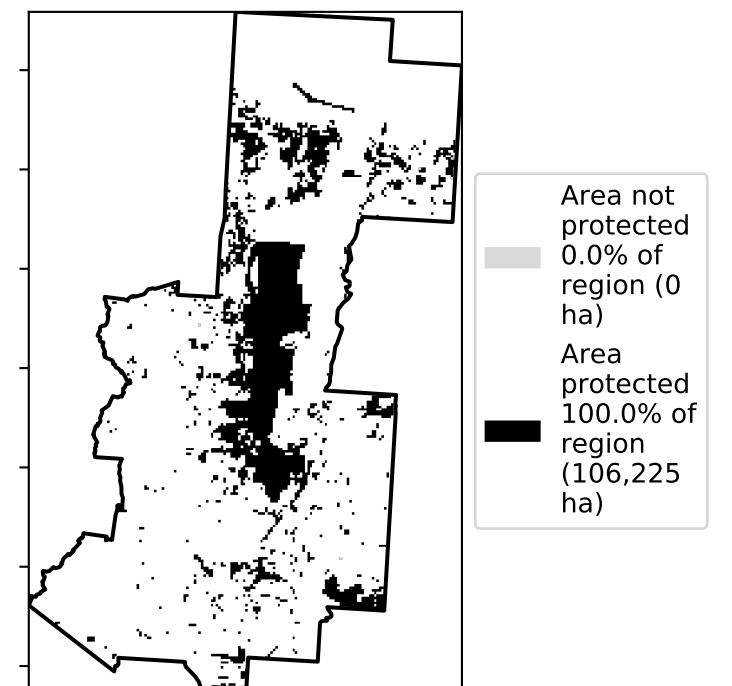 Area not
protected
0.0% of
region (0
ha)
Area
protected
100.0% of
region
(106,225
ha)